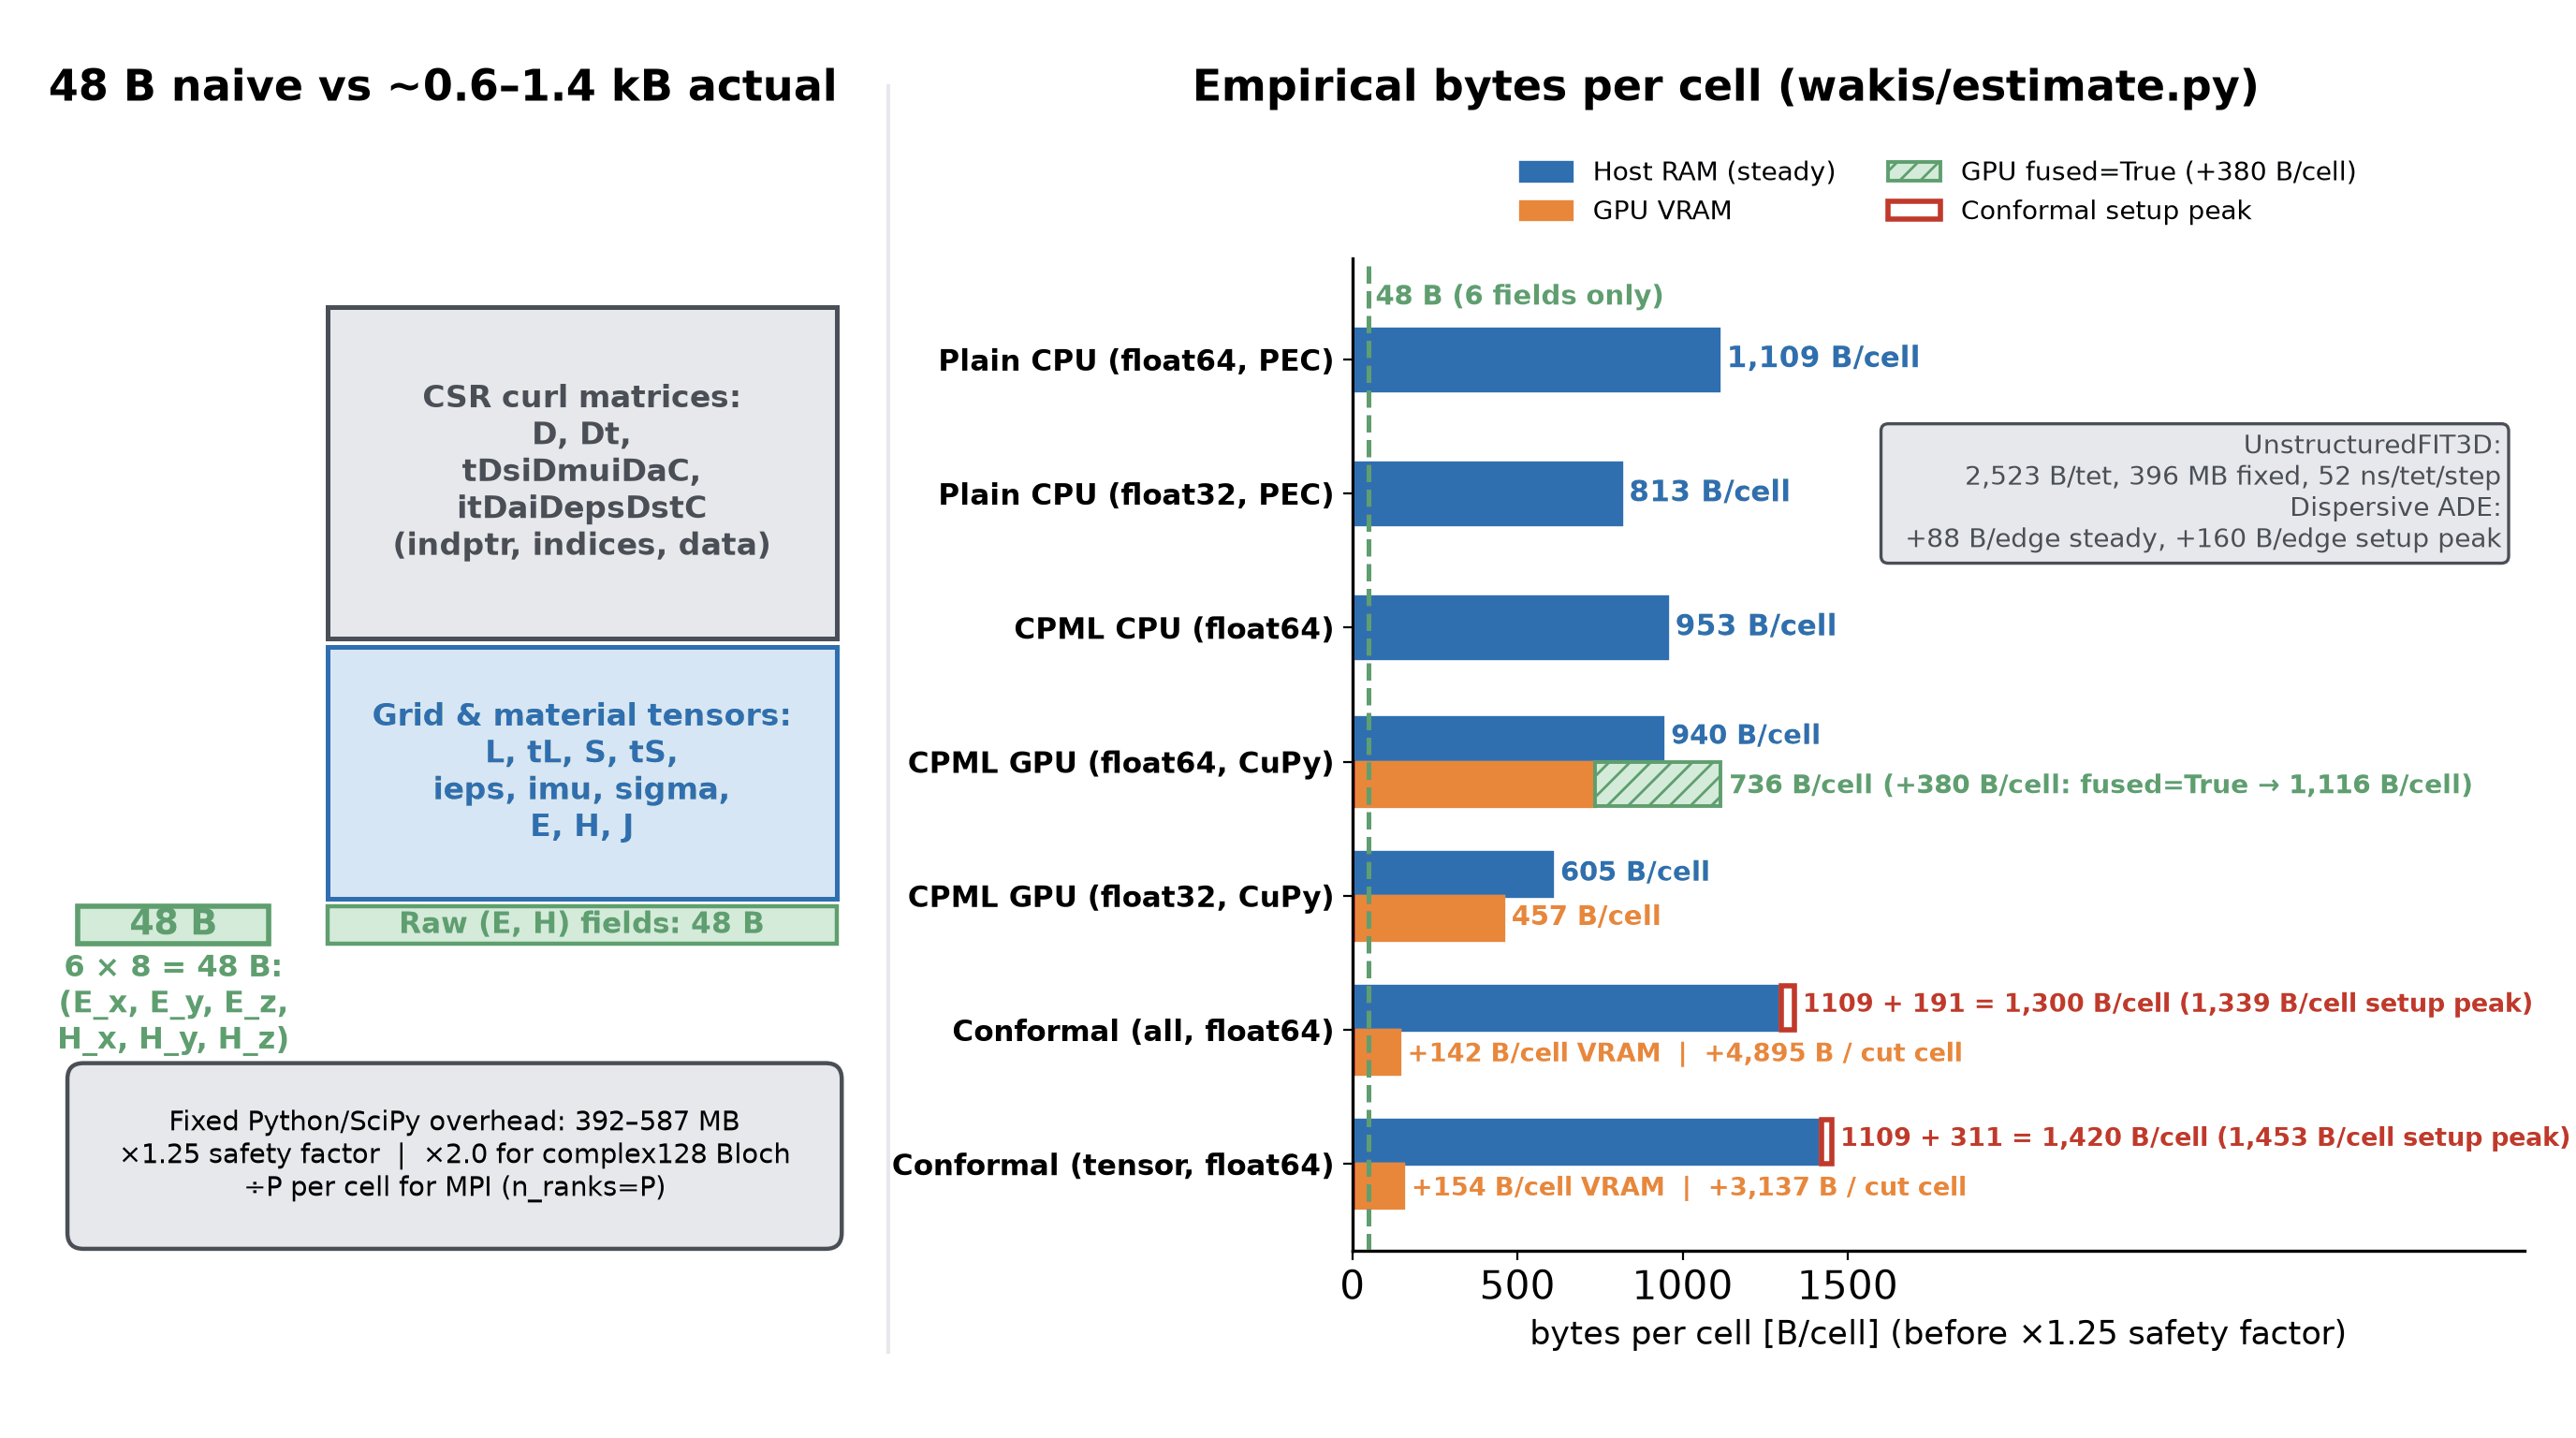 48 B naive vs ~0.6–1.4 kB actual
CSR curl matrices:
D, Dt,
tDsiDmuiDaC,
itDaiDepsDstC
(indptr, indices, data)
Grid & material tensors:
L, tL, S, tS,
ieps, imu, sigma,
E, H, J
48 B
Raw (E, H) fields: 48 B
6 × 8 = 48 B:
(E_x, E_y, E_z,
H_x, H_y, H_z)
Fixed Python/SciPy overhead: 392–587 MB
×1.25 safety factor | ×2.0 for complex128 Bloch
÷P per cell for MPI (n_ranks=P)
Empirical bytes per cell (wakis/estimate.py)
Host RAM (steady)
GPU VRAM
GPU fused=True (+380 B/cell)
Conformal setup peak
48 B (6 fields only)
Plain CPU (float64, PEC)
1,109 B/cell
Plain CPU (float32, PEC)
813 B/cell
UnstructuredFIT3D:
2,523 B/tet, 396 MB fixed, 52 ns/tet/step
Dispersive ADE:
+88 B/edge steady, +160 B/edge setup peak
CPML CPU (float64)
953 B/cell
CPML GPU (float64, CuPy)
940 B/cell
736 B/cell (+380 B/cell: fused=True → 1,116 B/cell)
CPML GPU (float32, CuPy)
605 B/cell
457 B/cell
Conformal (all, float64)
1109 + 191 = 1,300 B/cell (1,339 B/cell setup peak)
+142 B/cell VRAM | +4,895 B / cut cell
Conformal (tensor, float64)
1109 + 311 = 1,420 B/cell (1,453 B/cell setup peak)
+154 B/cell VRAM | +3,137 B / cut cell
0 500 1000 1500
bytes per cell [B/cell] (before ×1.25 safety factor)